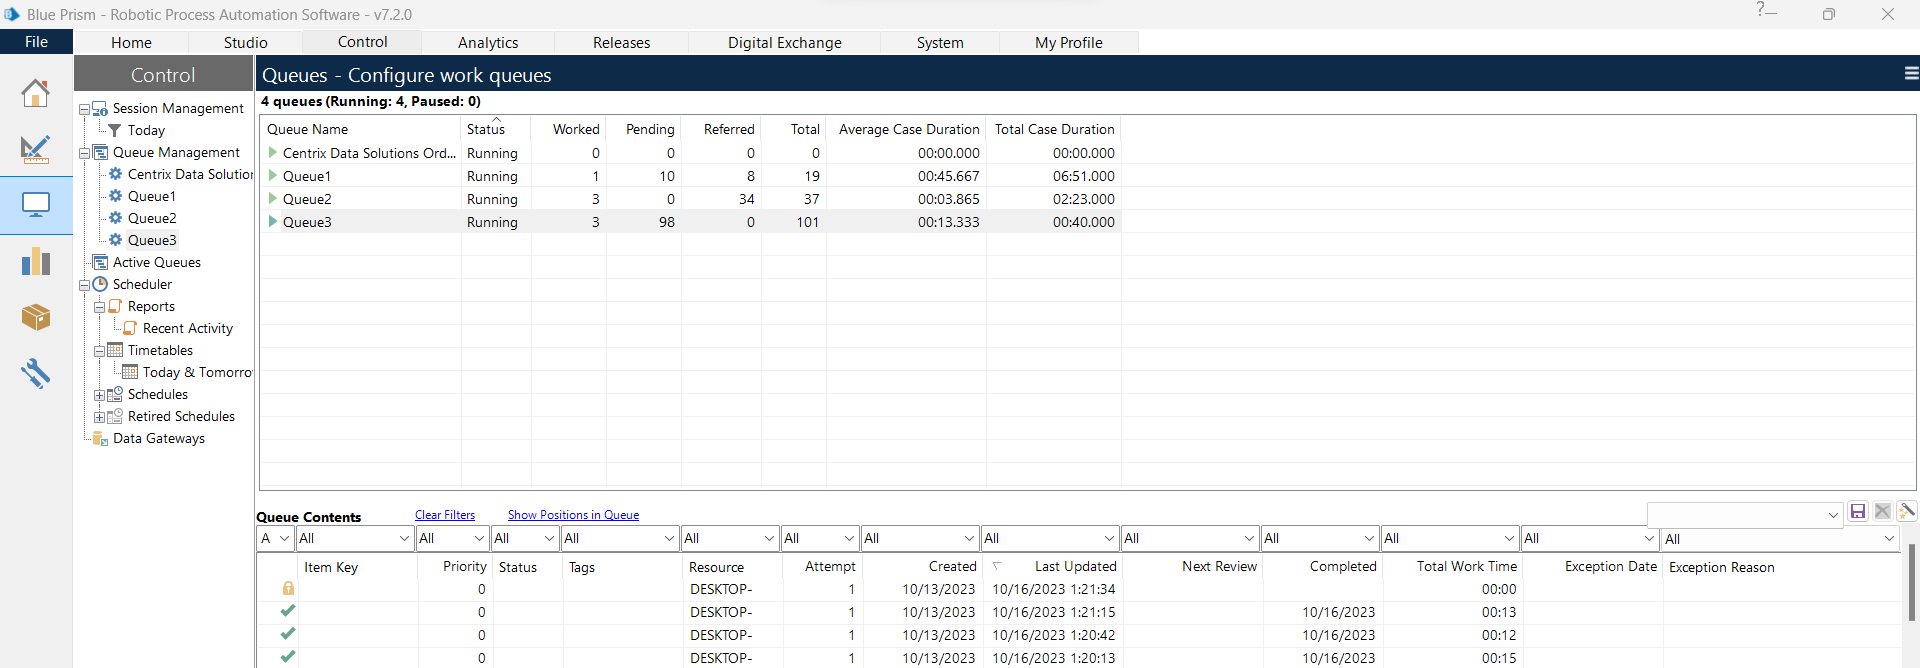 Blue Prism - Robotic Process Automation Software - v7.2.0
File Home Studio Control Analytics Releases Digital Exchange System My Profile
Control
Session Management
Today
Queue Management
Centrix Data Solution
Queue1
Queue2
Queue3
Active Queues
Scheduler
Reports
Recent Activity
Timetables
Today & Tomorro
Schedules
Retired Schedules
Data Gateways
Queues - Configure work queues
4 queues (Running: 4, Paused: 0)
Queue Name Status Worked Pending Referred Total Average Case Duration Total Case Duration
Centrix Data Solutions Ord... Running 0 0 0 0 00:00.000 00:00.000
Queue1 Running 1 10 8 19 00:45.667 06:51.000
Queue2 Running 3 0 34 37 00:03.865 02:23.000
Queue3 Running 3 98 0 101 00:13.333 00:40.000
Queue Contents Clear Filters Show Positions in Queue
A All All All All All All All All All All All All All
Item Key Priority Status Tags Resource Attempt Created Last Updated Next Review Completed Total Work Time Exception Date Exception Reason
0 DESKTOP- 1 10/13/2023 10/16/2023 1:21:34 00:00
0 DESKTOP- 1 10/13/2023 10/16/2023 1:21:15 10/16/2023 00:13
0 DESKTOP- 1 10/13/2023 10/16/2023 1:20:42 10/16/2023 00:12
0 DESKTOP- 1 10/13/2023 10/16/2023 1:20:13 10/16/2023 00:15